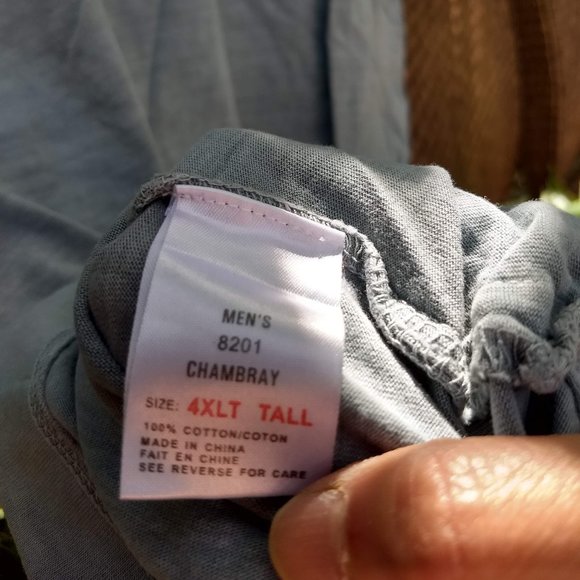 MEN'S
8201
CHAMBRAY
SIZE: 4XLT TALL
100% COTTON/COTON
MADE IN CHINA
FAIT EN CHINE
SEE REVERSE FOR CARE